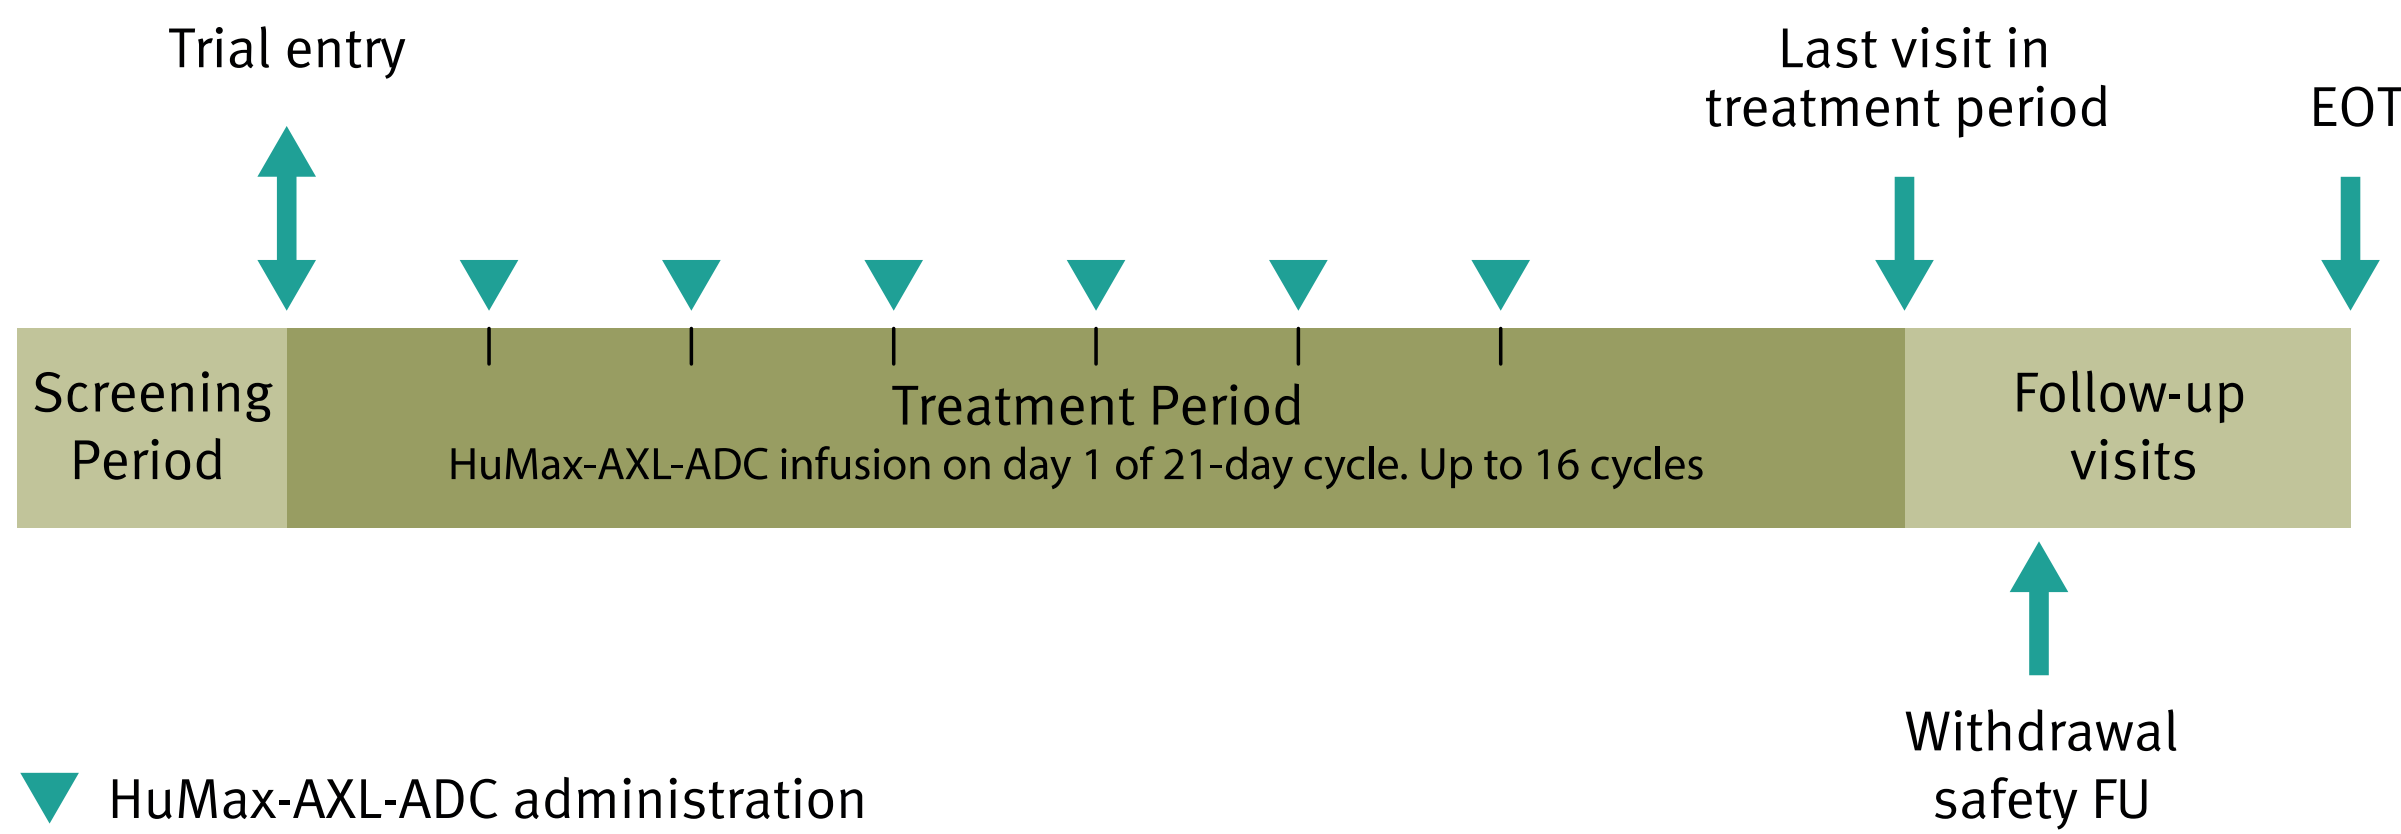 Trial entry
Last visit in
treatment period
EOT
Screening
Period
Treatment Period
HuMax-AXL-ADC infusion on day 1 of 21-day cycle. Up to 16 cycles
Follow-up
visits
Withdrawal
safety FU
HuMax-AXL-ADC administration